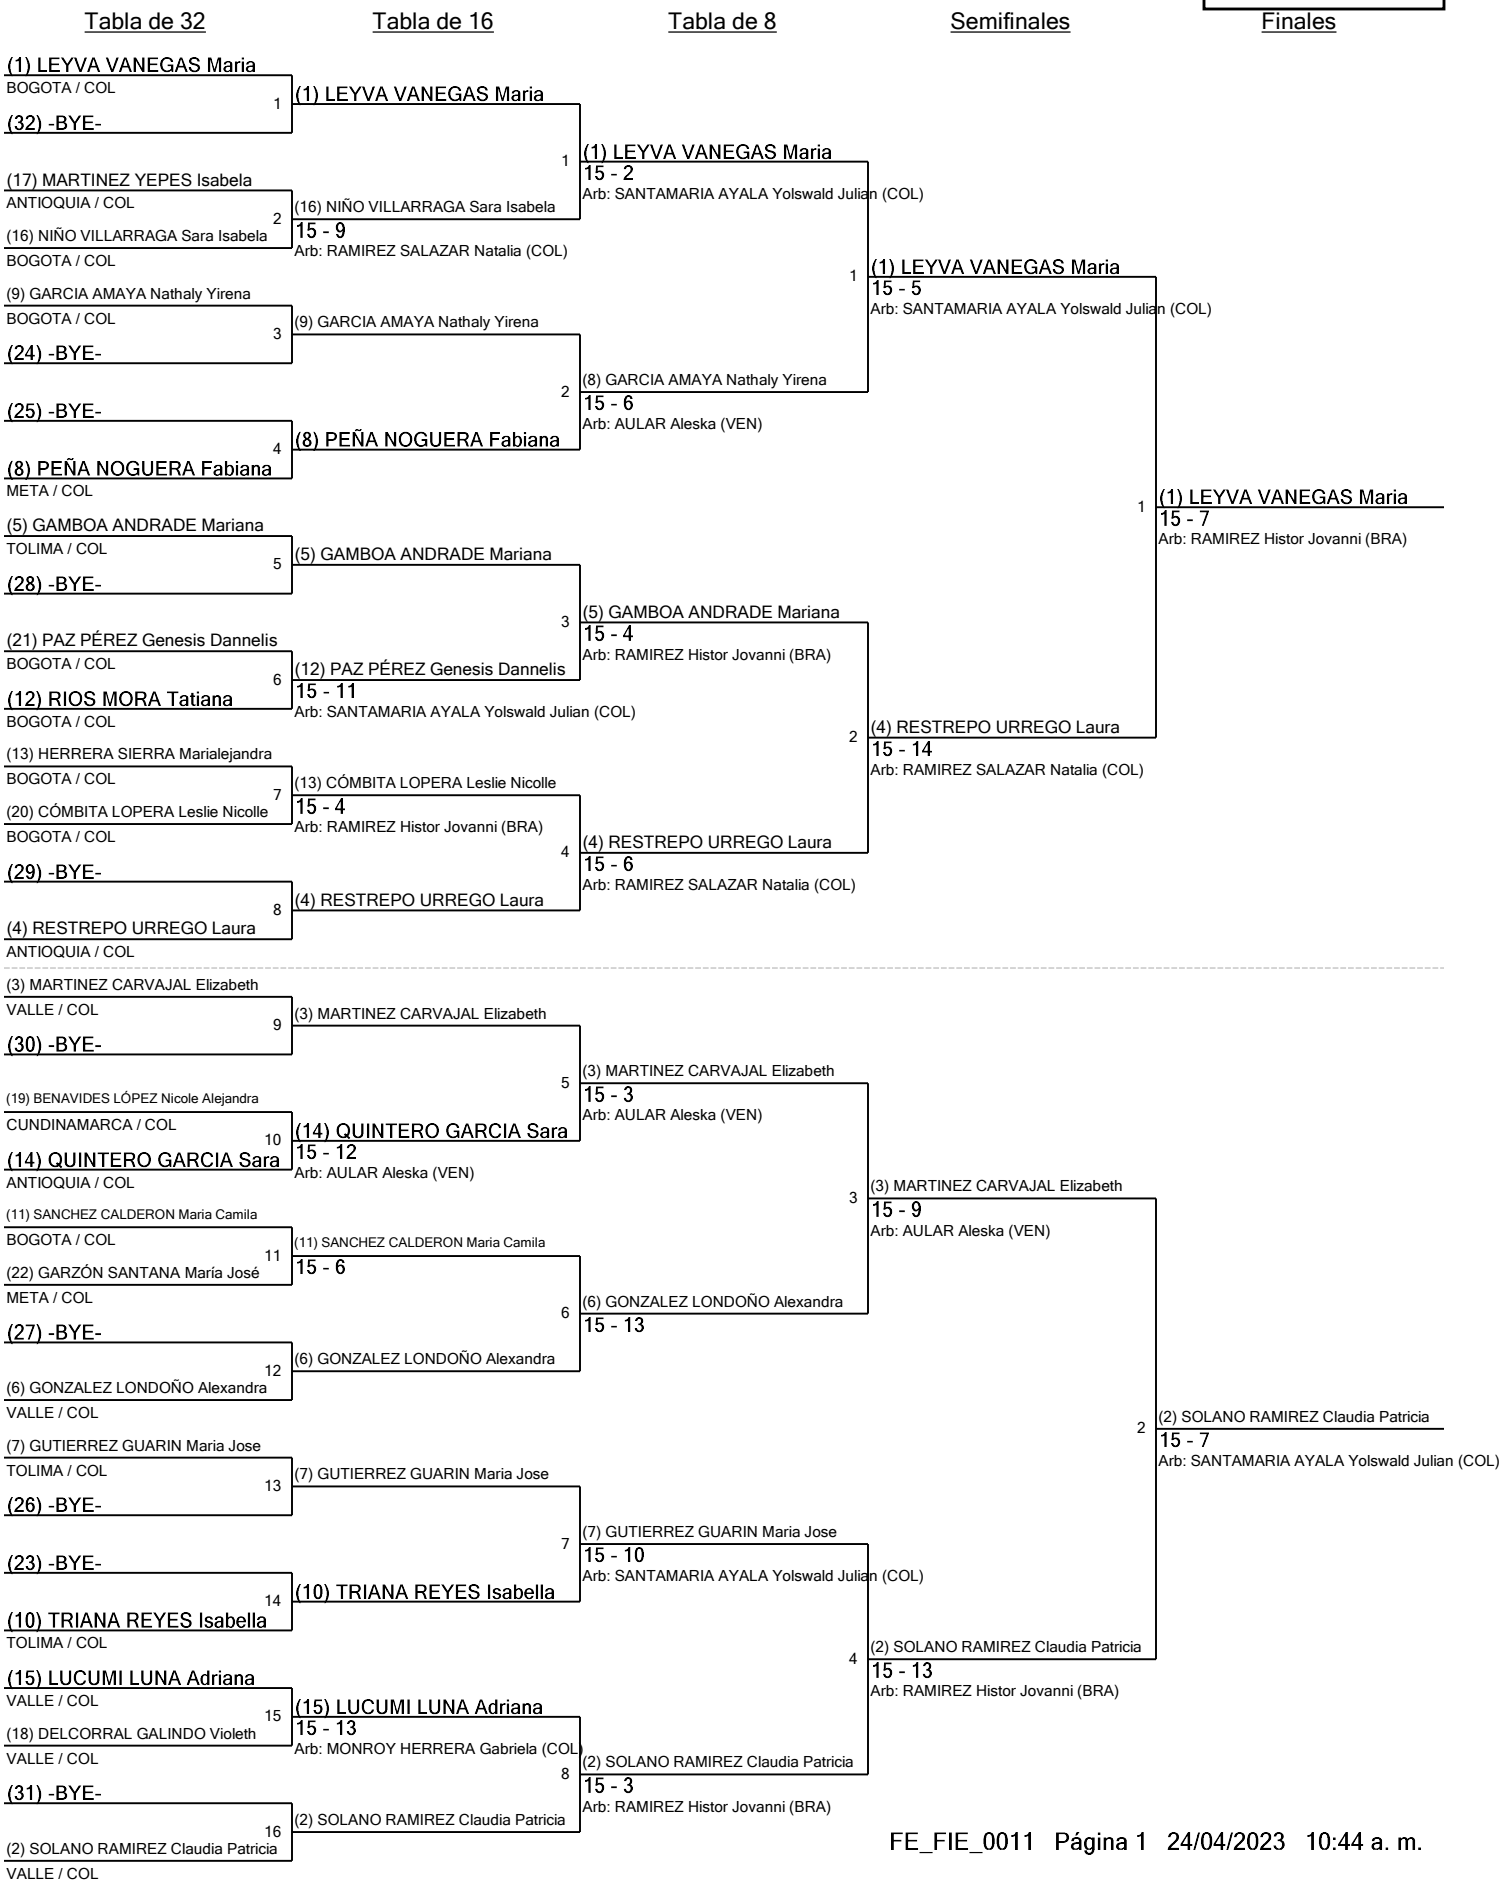 Tabla de 32
Tabla de 16
Tabla de 8
Semifinales
Finales
(1) LEYVA VANEGAS Maria
BOGOTA / COL
1
(32) -BYE-
(17) MARTINEZ YEPES Isabela
ANTIOQUIA / COL
2
(16) NIÑO VILLARRAGA Sara Isabela
BOGOTA / COL
(9) GARCIA AMAYA Nathaly Yirena
BOGOTA / COL
3
(24) -BYE-
(25) -BYE-
4
(8) PEÑA NOGUERA Fabiana
META / COL
(5) GAMBOA ANDRADE Mariana
TOLIMA / COL
5
(28) -BYE-
(21) PAZ PÉREZ Genesis Dannelis
BOGOTA / COL
6
(12) RIOS MORA Tatiana
BOGOTA / COL
(13) HERRERA SIERRA Marialejandra
BOGOTA / COL
7
(20) CÓMBITA LOPERA Leslie Nicolle
BOGOTA / COL
(29) -BYE-
8
(4) RESTREPO URREGO Laura
ANTIOQUIA / COL
(3) MARTINEZ CARVAJAL Elizabeth
VALLE / COL
9
(30) -BYE-
(19) BENAVIDES LÓPEZ Nicole Alejandra
CUNDINAMARCA / COL
10
(14) QUINTERO GARCIA Sara
ANTIOQUIA / COL
(11) SANCHEZ CALDERON Maria Camila
BOGOTA / COL
11
(22) GARZÓN SANTANA María José
META / COL
(27) -BYE-
12
(6) GONZALEZ LONDOÑO Alexandra
VALLE / COL
(7) GUTIERREZ GUARIN Maria Jose
TOLIMA / COL
13
(26) -BYE-
(23) -BYE-
14
(10) TRIANA REYES Isabella
TOLIMA / COL
(15) LUCUMI LUNA Adriana
VALLE / COL
15
(18) DELCORRAL GALINDO Violeth
VALLE / COL
(31) -BYE-
16
(2) SOLANO RAMIREZ Claudia Patricia
VALLE / COL
(1) LEYVA VANEGAS Maria
1
(16) NIÑO VILLARRAGA Sara Isabela
15 - 9
Arb: RAMIREZ SALAZAR Natalia (COL)
(9) GARCIA AMAYA Nathaly Yirena
2
(8) PEÑA NOGUERA Fabiana
(5) GAMBOA ANDRADE Mariana
3
(12) PAZ PÉREZ Genesis Dannelis
15 - 11
Arb: SANTAMARIA AYALA Yolswald Julian (COL)
(13) CÓMBITA LOPERA Leslie Nicolle
15 - 4
Arb: RAMIREZ Histor Jovanni (BRA)
4
(4) RESTREPO URREGO Laura
(3) MARTINEZ CARVAJAL Elizabeth
5
(14) QUINTERO GARCIA Sara
15 - 12
Arb: AULAR Aleska (VEN)
(11) SANCHEZ CALDERON Maria Camila
15 - 6
6
(6) GONZALEZ LONDOÑO Alexandra
(7) GUTIERREZ GUARIN Maria Jose
7
(10) TRIANA REYES Isabella
(15) LUCUMI LUNA Adriana
15 - 13
Arb: MONROY HERRERA Gabriela (COL)
8
(2) SOLANO RAMIREZ Claudia Patricia
(1) LEYVA VANEGAS Maria
15 - 2
Arb: SANTAMARIA AYALA Yolswald Julian (COL)
1
(8) GARCIA AMAYA Nathaly Yirena
15 - 6
Arb: AULAR Aleska (VEN)
(5) GAMBOA ANDRADE Mariana
15 - 4
Arb: RAMIREZ Histor Jovanni (BRA)
2
(4) RESTREPO URREGO Laura
15 - 6
Arb: RAMIREZ SALAZAR Natalia (COL)
(3) MARTINEZ CARVAJAL Elizabeth
15 - 3
Arb: AULAR Aleska (VEN)
3
(6) GONZALEZ LONDOÑO Alexandra
15 - 13
(7) GUTIERREZ GUARIN Maria Jose
15 - 10
Arb: SANTAMARIA AYALA Yolswald Julian (COL)
4
(2) SOLANO RAMIREZ Claudia Patricia
15 - 3
Arb: RAMIREZ Histor Jovanni (BRA)
(1) LEYVA VANEGAS Maria
15 - 5
Arb: SANTAMARIA AYALA Yolswald Julian (COL)
1
(4) RESTREPO URREGO Laura
15 - 14
Arb: RAMIREZ SALAZAR Natalia (COL)
(3) MARTINEZ CARVAJAL Elizabeth
15 - 9
Arb: AULAR Aleska (VEN)
2
(2) SOLANO RAMIREZ Claudia Patricia
15 - 13
Arb: RAMIREZ Histor Jovanni (BRA)
(1) LEYVA VANEGAS Maria
15 - 7
Arb: RAMIREZ Histor Jovanni (BRA)
(2) SOLANO RAMIREZ Claudia Patricia
15 - 7
Arb: SANTAMARIA AYALA Yolswald Julian (COL)
FE_FIE_0011 Página 1 24/04/2023 10:44 a. m.